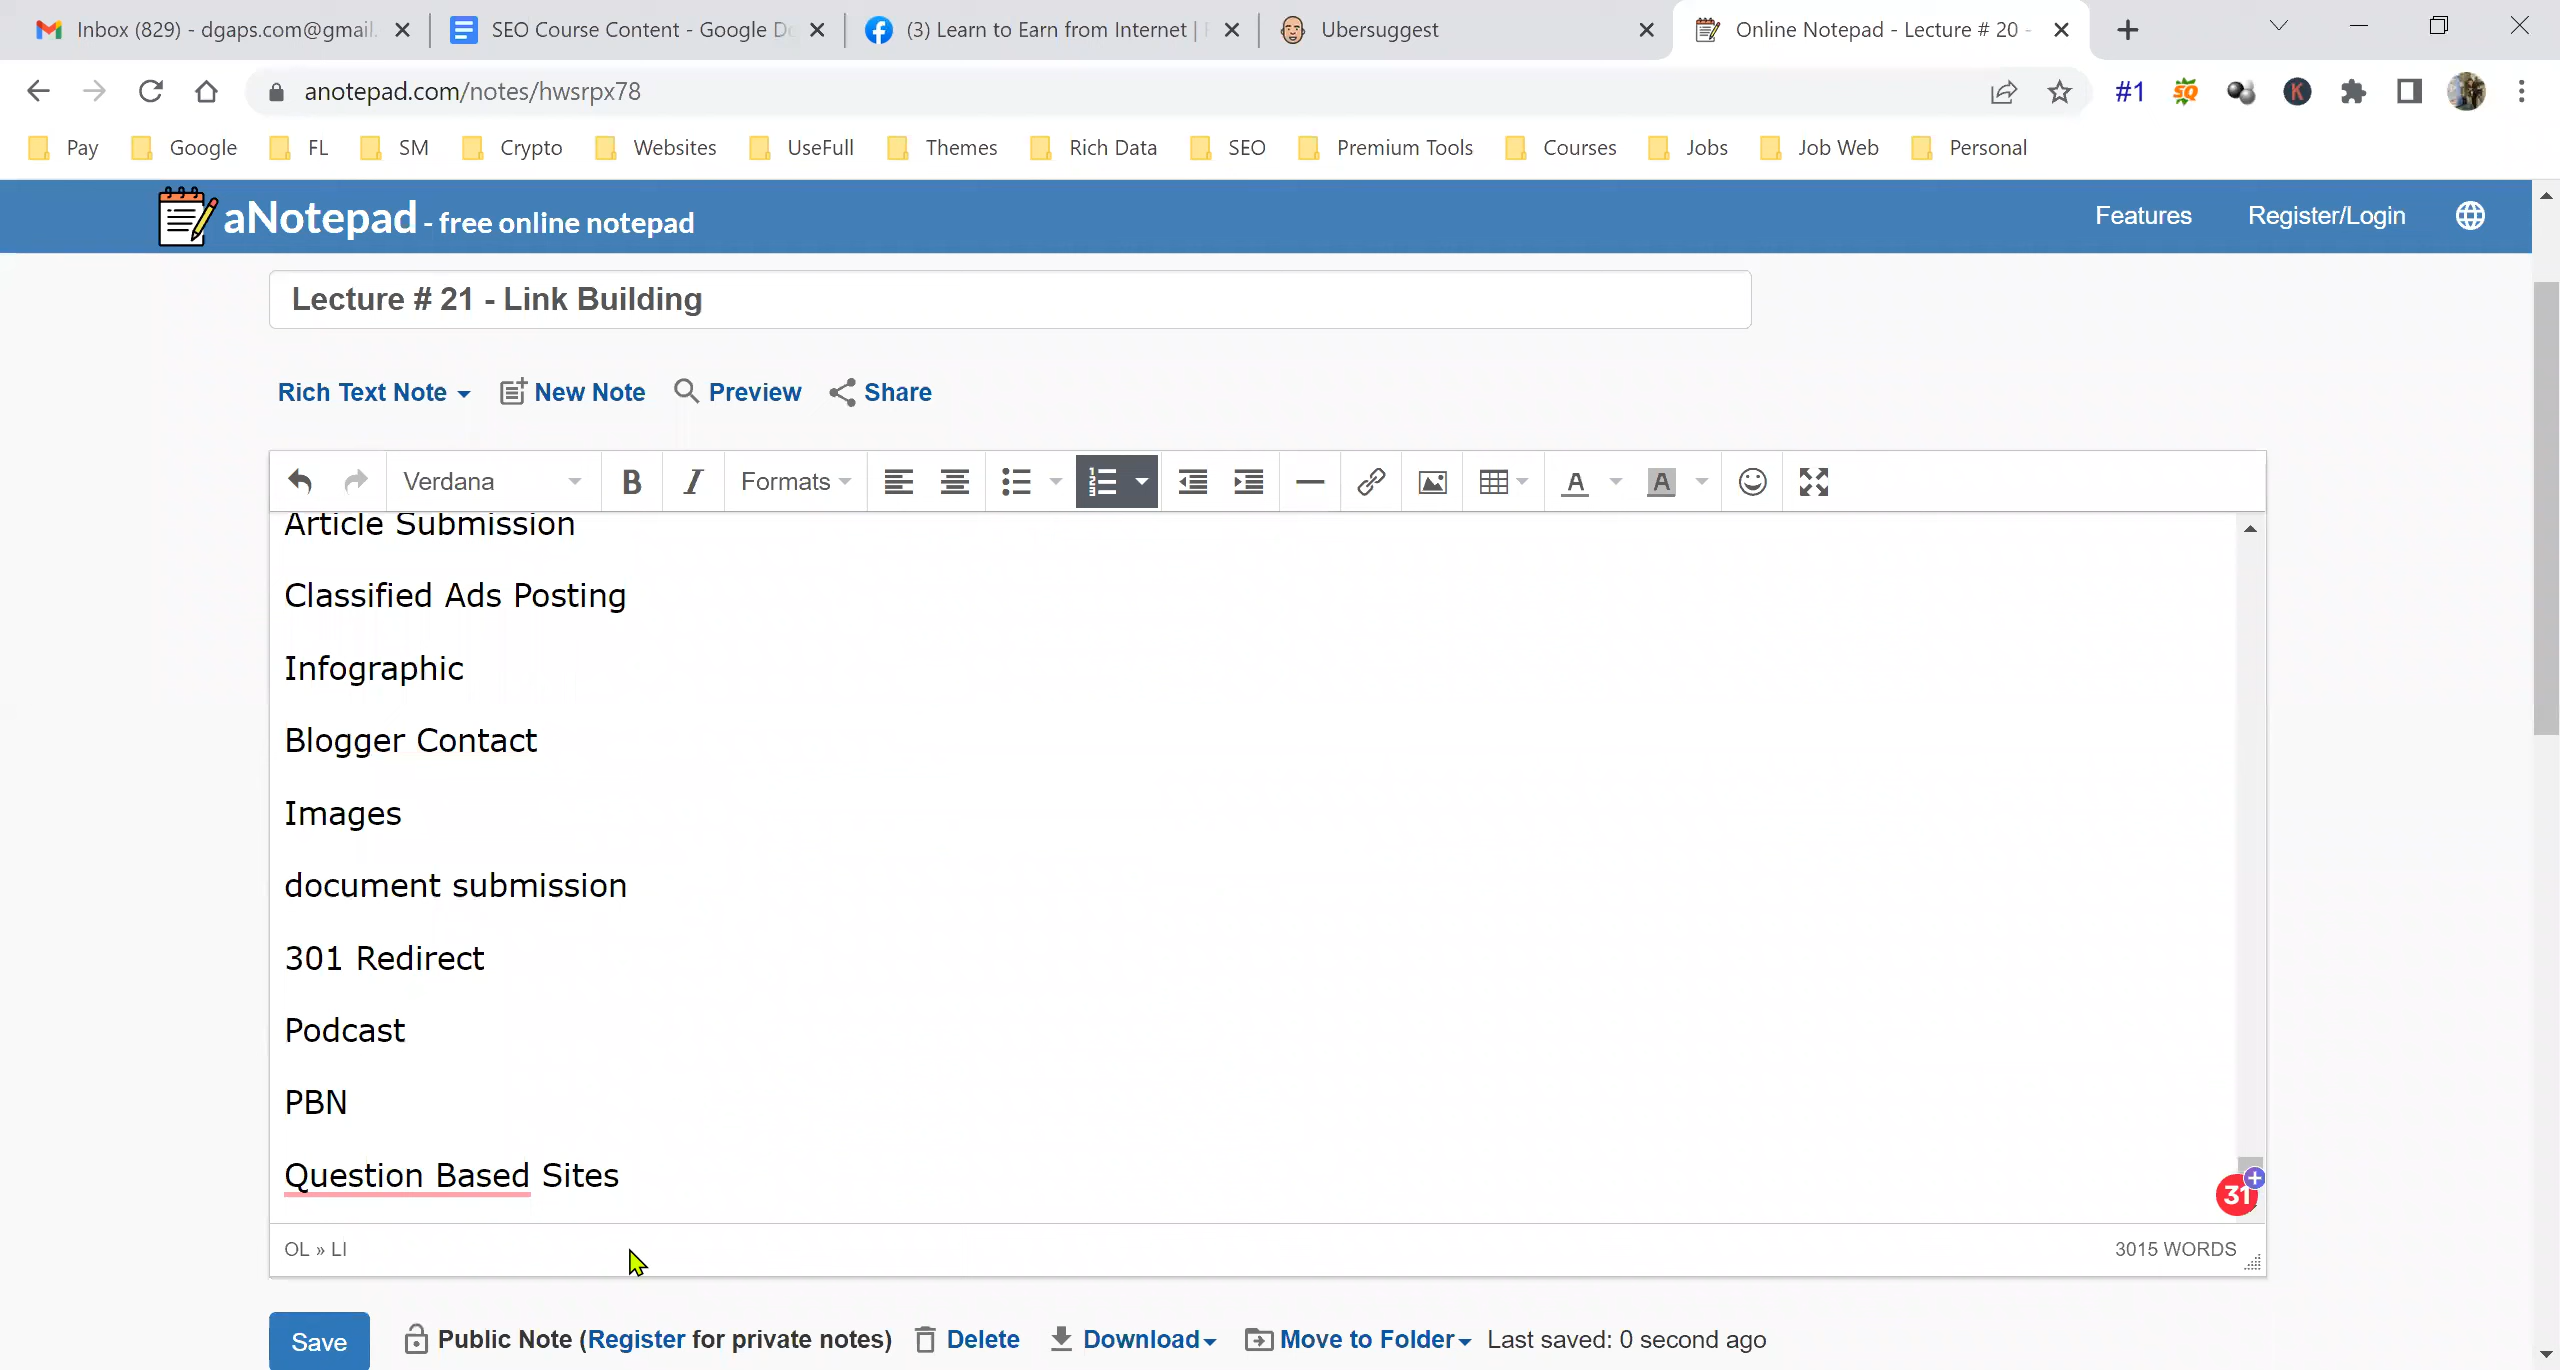 Inbox (829) - dgaps.com@gmail.
SEO Course Content - Google D
(3) Learn to Earn from Internet |
Ubersuggest
Online Notepad - Lecture # 20 -
anotepad.com/notes/hwsrpx78
#1
SQ
K
Pay
Google
FL
SM
Crypto
Websites
UseFull
Themes
Rich Data
SEO
Premium Tools
Courses
Jobs
Job Web
Personal
aNotepad - free online notepad
Features
Register/Login
Lecture # 21 - Link Building
Rich Text Note
New Note
Preview
Share
Verdana
B
I
Formats
A
A
Article Submission
Classified Ads Posting
Infographic
Blogger Contact
Images
document submission
301 Redirect
Podcast
PBN
Question Based Sites
31
OL » LI
3015 WORDS
Save
Public Note (Register for private notes)
Delete
Download
Move to Folder
Last saved: 0 second ago